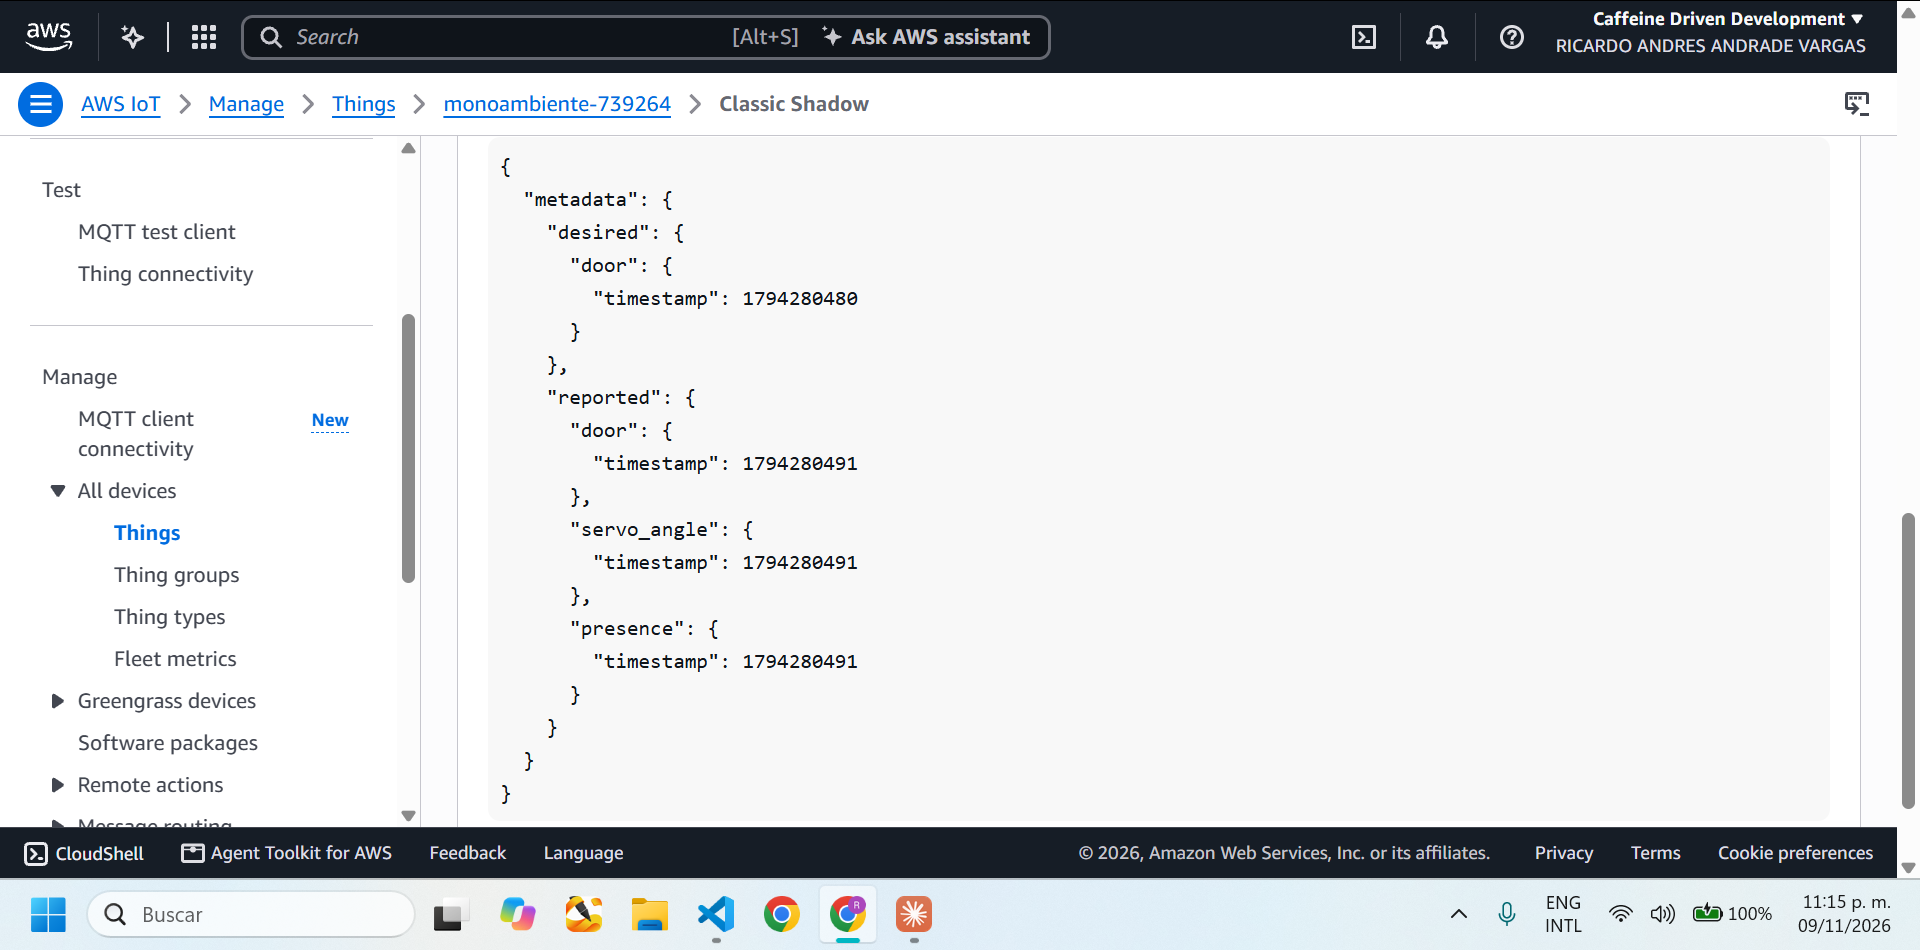 aws
Search
[Alt+S]
Ask AWS assistant
Caffeine Driven Development ▼
RICARDO ANDRES ANDRADE VARGAS
AWS IoT > Manage > Things > monoambiente-739264 > Classic Shadow
Test
MQTT test client
Thing connectivity
Manage
MQTT client connectivity
New
All devices
Things
Thing groups
Thing types
Fleet metrics
Greengrass devices
Software packages
Remote actions
Message routing
{
"metadata": {
"desired": {
"door": {
"timestamp": 1794280480
}
},
"reported": {
"door": {
"timestamp": 1794280491
},
"servo_angle": {
"timestamp": 1794280491
},
"presence": {
"timestamp": 1794280491
}
}
}
}
CloudShell
Agent Toolkit for AWS
Feedback
Language
© 2026, Amazon Web Services, Inc. or its affiliates.
Privacy
Terms
Cookie preferences
Buscar
R
ENG
INTL
100%
11:15 p. m.
09/11/2026